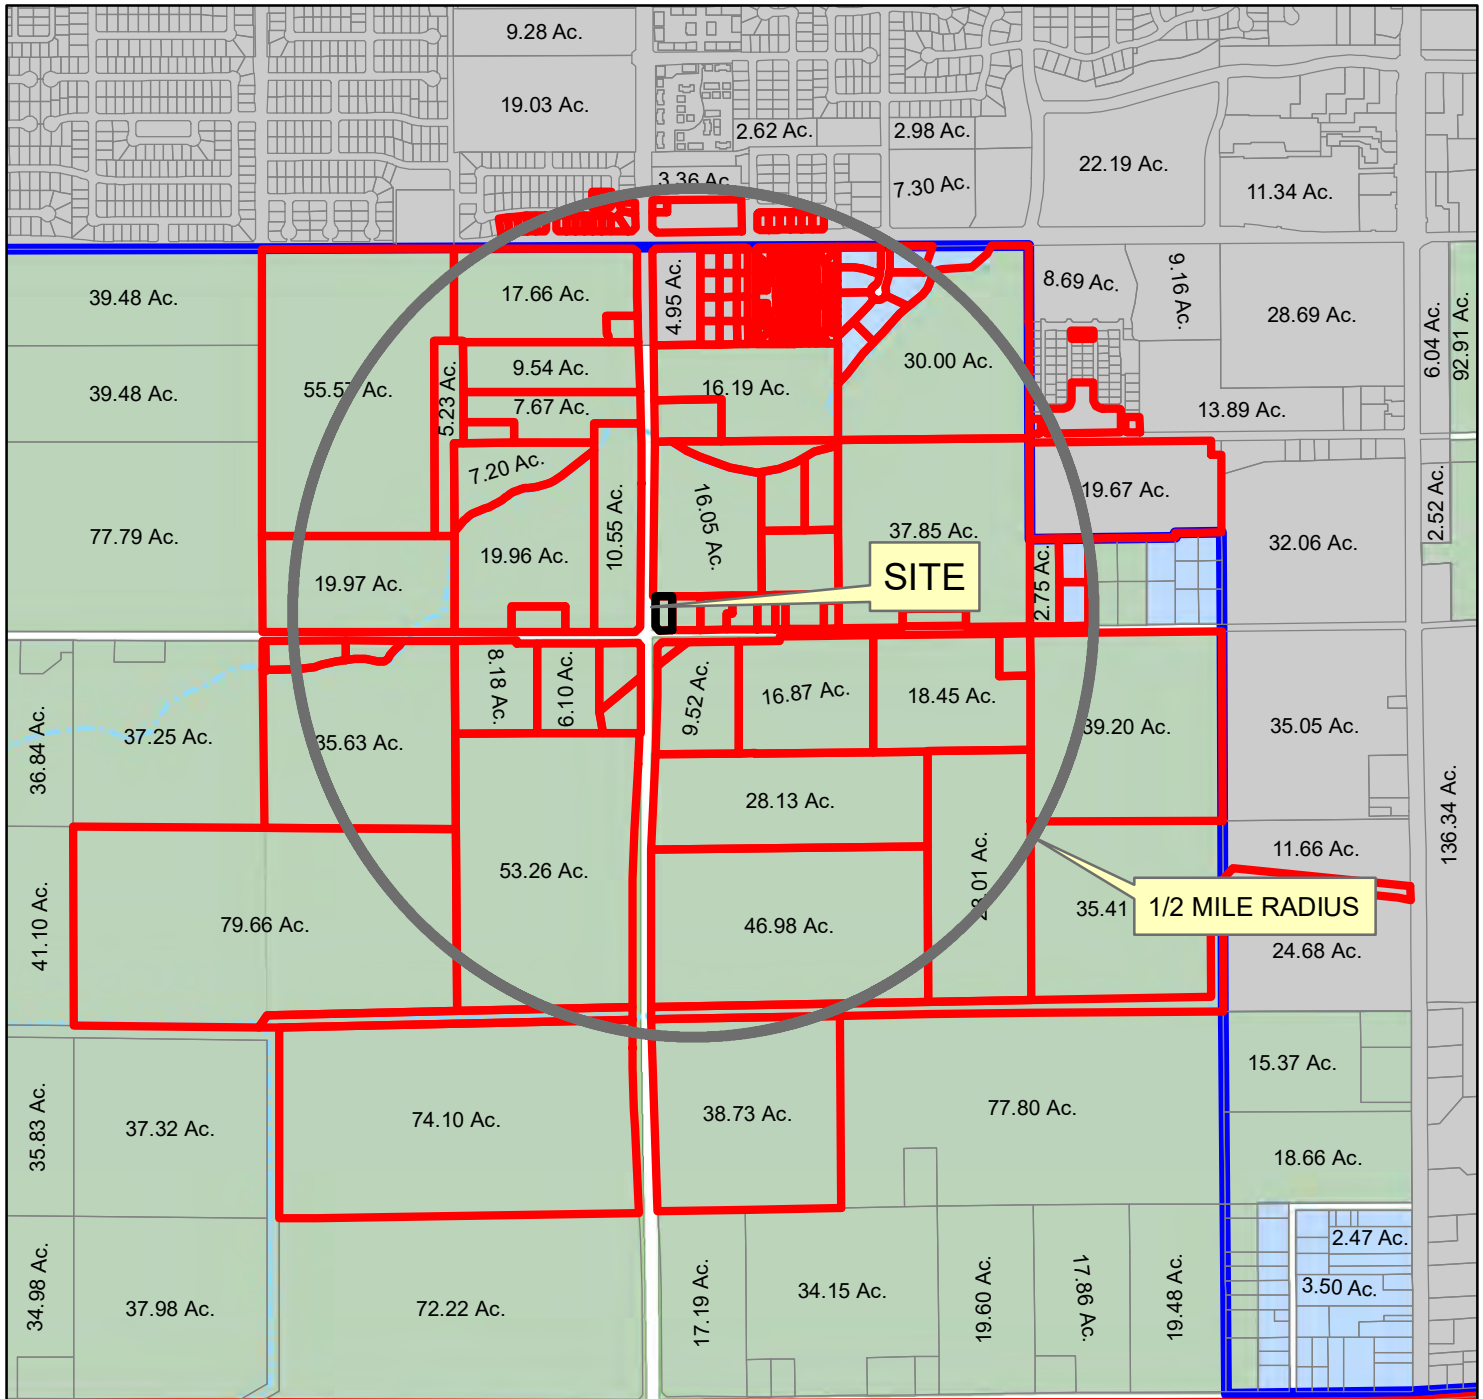 9.28 Ac.
19.03 Ac.
2.62 Ac.
2.98 Ac.
22.19 Ac.
3.36 Ac.
7.30 Ac.
11.34 Ac.
39.48 Ac.
17.66 Ac.
4.95 Ac.
8.69 Ac.
9.16 Ac.
28.69 Ac.
6.04 Ac.
92.91 Ac.
39.48 Ac.
55.57 Ac.
5.23 Ac.
9.54 Ac.
7.67 Ac.
16.19 Ac.
30.00 Ac.
13.89 Ac.
7.20 Ac.
77.79 Ac.
10.55 Ac.
16.05 Ac.
19.67 Ac.
2.52 Ac.
19.97 Ac.
19.96 Ac.
37.85 Ac.
SITE
2.75 Ac.
32.06 Ac.
36.84 Ac.
37.25 Ac.
35.63 Ac.
8.18 Ac.
6.10 Ac.
9.52 Ac.
16.87 Ac.
18.45 Ac.
39.20 Ac.
35.05 Ac.
28.13 Ac.
136.34 Ac.
41.10 Ac.
79.66 Ac.
53.26 Ac.
46.98 Ac.
23.01 Ac.
35.41
1/2 MILE RADIUS
11.66 Ac.
24.68 Ac.
35.83 Ac.
37.32 Ac.
74.10 Ac.
38.73 Ac.
77.80 Ac.
15.37 Ac.
18.66 Ac.
34.98 Ac.
37.98 Ac.
72.22 Ac.
17.19 Ac.
34.15 Ac.
19.60 Ac.
17.86 Ac.
19.48 Ac.
2.47 Ac.
3.50 Ac.